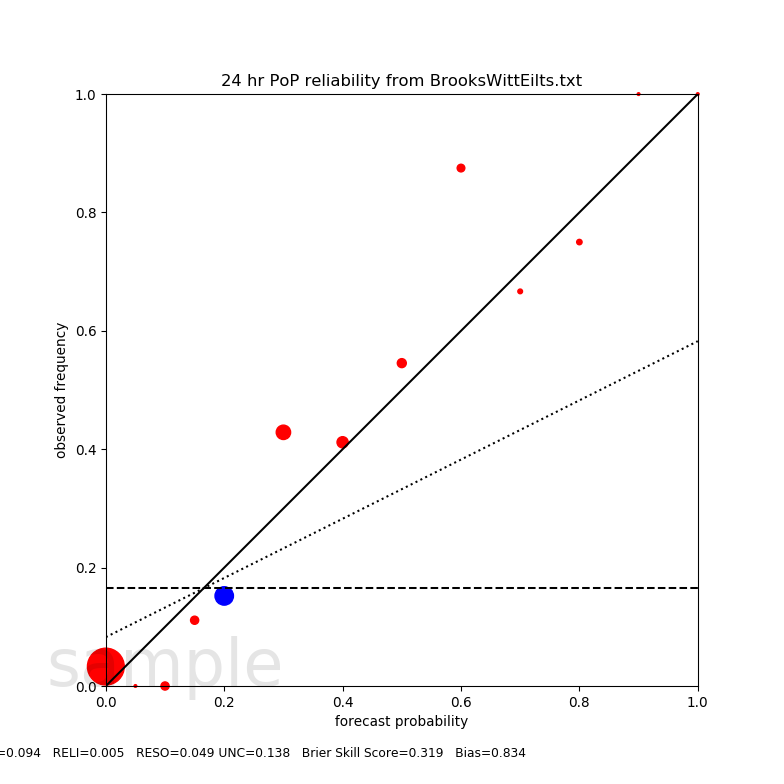 24 hr PoP reliability from BrooksWittEilts.txt
1.0
0.8
0.6
0.4
0.2
0.0
observed frequency
sample
0.0 0.2 0.4 0.6 0.8 1.0
forecast probability
=0.094 RELI=0.005 RESO=0.049 UNC=0.138 Brier Skill Score=0.319 Bias=0.834